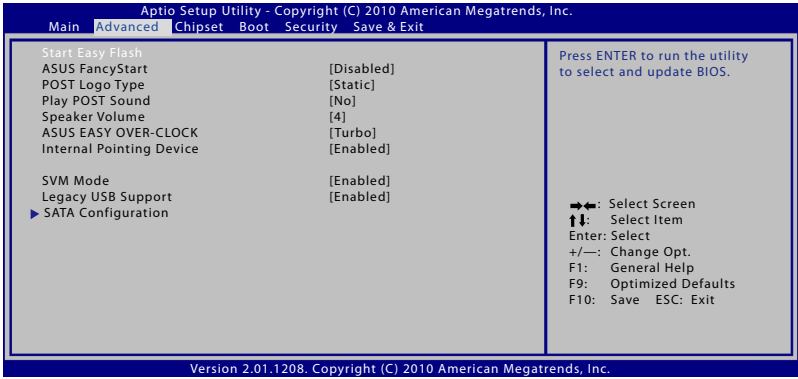 Aptio Setup Utility - Copyright (C) 2010 American Megatrends, Inc.
Main Advanced Chipset Boot Security Save & Exit
Start Easy Flash
ASUS FancyStart [Disabled]
POST Logo Type [Static]
Play POST Sound [No]
Speaker Volume [4]
ASUS EASY OVER-CLOCK [Turbo]
Internal Pointing Device [Enabled]
SVM Mode [Enabled]
Legacy USB Support [Enabled]
SATA Configuration
Press ENTER to run the utility
to select and update BIOS.
→←: Select Screen
↑↓: Select Item
Enter: Select
+/—: Change Opt.
F1: General Help
F9: Optimized Defaults
F10: Save ESC: Exit
Version 2.01.1208. Copyright (C) 2010 American Megatrends, Inc.